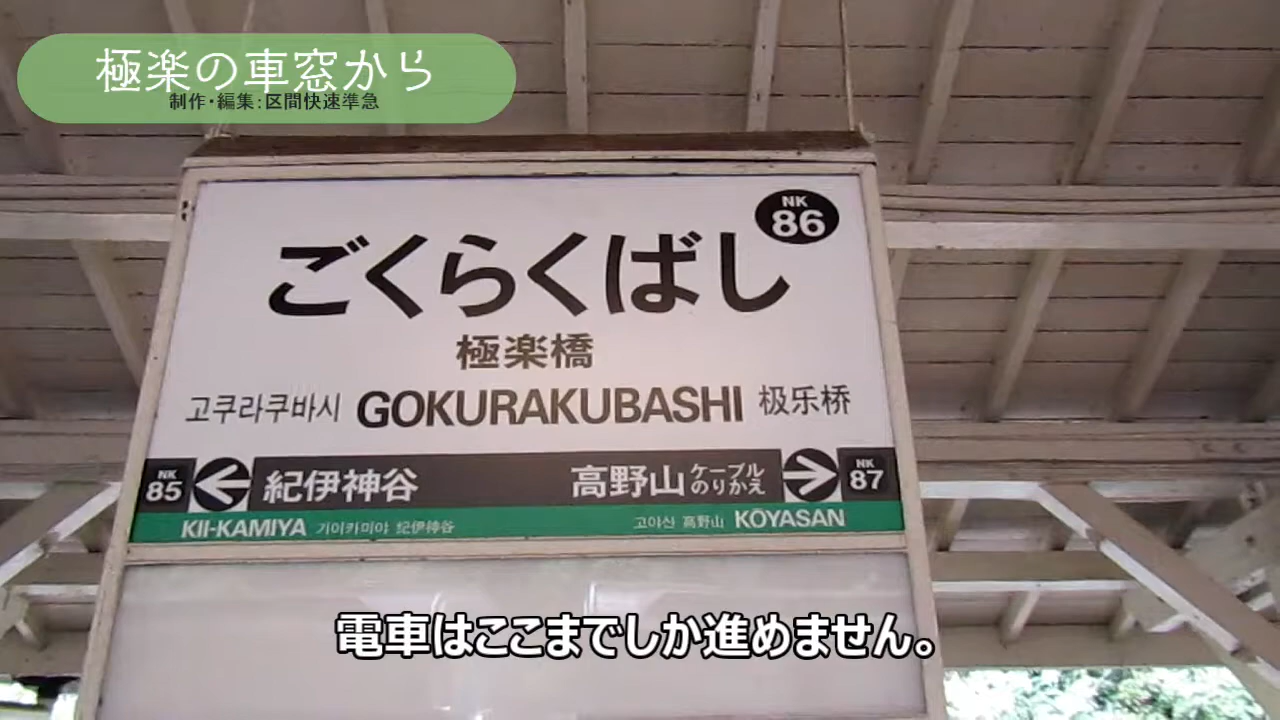 極楽の車窓から
制作・編集:区間快速準急
NK
86
ごくらくばし
極楽橋
고쿠라쿠바시 GOKURAKUBASHI 极乐桥
NK
85
紀伊神谷
高野山 ケーブル
のりかえ
NK
87
KII-KAMIYA 기이카미야 紀伊神谷
고야산 高野山 KŌYASAN
電車はここまでしか進めません。